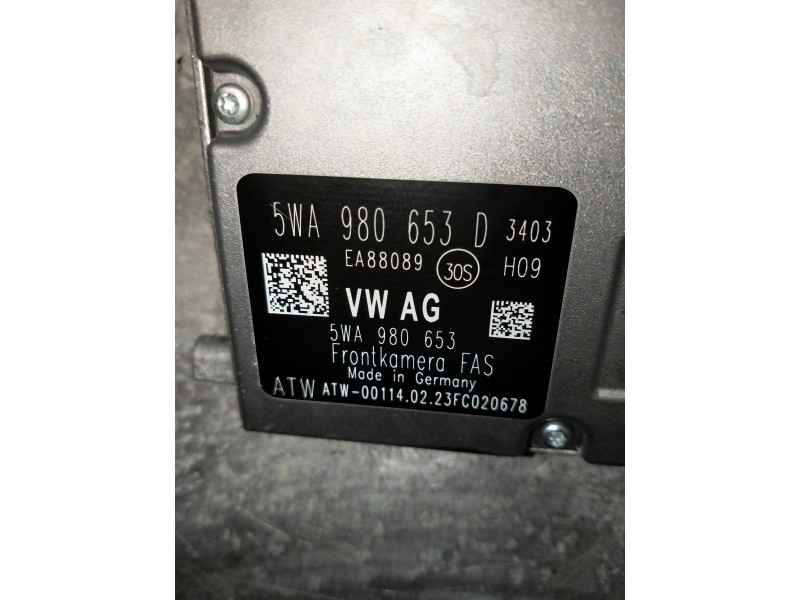 5WA 980 653 D 3403
EA88089 30S H09
VW AG
5WA 980 653
Frontkamera FAS
Made in Germany
ATW ATW-00114.02.23FC020678